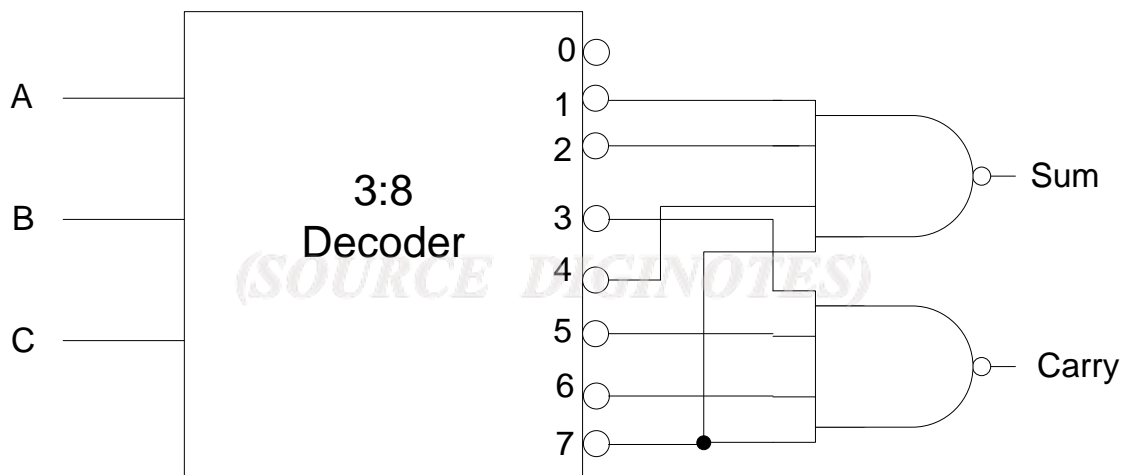 A
B
C
3:8
Decoder
0
1
2
3
4
5
6
7
Sum
Carry
(SOURCE DIGINOTES)